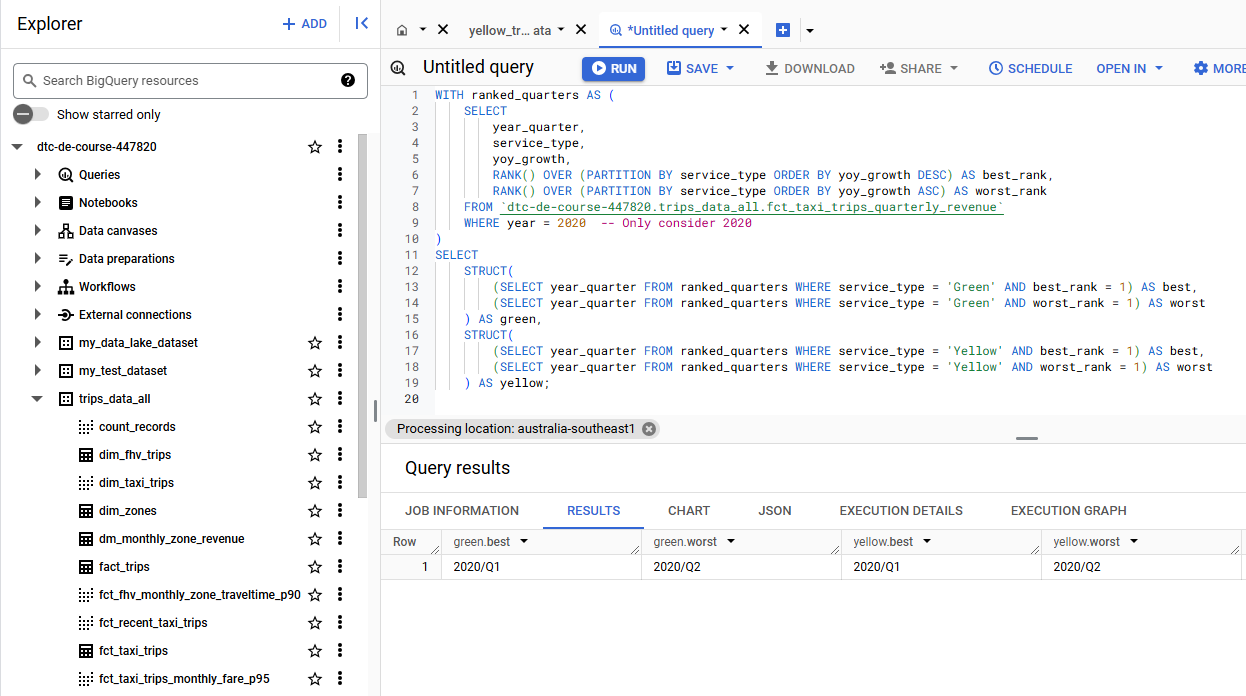 Explorer
+ ADD
Search BigQuery resources
Show starred only
dtc-de-course-447820
Queries
Notebooks
Data canvases
Data preparations
Workflows
External connections
my_data_lake_dataset
my_test_dataset
trips_data_all
count_records
dim_fhv_trips
dim_taxi_trips
dim_zones
dm_monthly_zone_revenue
fact_trips
fct_fhv_monthly_zone_traveltime_p90
fct_recent_taxi_trips
fct_taxi_trips
fct_taxi_trips_monthly_fare_p95
yellow_tr... ata
*Untitled query
Untitled query RUN SAVE DOWNLOAD SHARE SCHEDULE OPEN IN MORE
1 WITH ranked_quarters AS (
2 SELECT
3 year_quarter,
4 service_type,
5 yoy_growth,
6 RANK() OVER (PARTITION BY service_type ORDER BY yoy_growth DESC) AS best_rank,
7 RANK() OVER (PARTITION BY service_type ORDER BY yoy_growth ASC) AS worst_rank
8 FROM `dtc-de-course-447820.trips_data_all.fct_taxi_trips_quarterly_revenue`
9 WHERE year = 2020 -- Only consider 2020
10 )
11 SELECT
12 STRUCT(
13 (SELECT year_quarter FROM ranked_quarters WHERE service_type = 'Green' AND best_rank = 1) AS best,
14 (SELECT year_quarter FROM ranked_quarters WHERE service_type = 'Green' AND worst_rank = 1) AS worst
15 ) AS green,
16 STRUCT(
17 (SELECT year_quarter FROM ranked_quarters WHERE service_type = 'Yellow' AND best_rank = 1) AS best,
18 (SELECT year_quarter FROM ranked_quarters WHERE service_type = 'Yellow' AND worst_rank = 1) AS worst
19 ) AS yellow;
20
Processing location: australia-southeast1
Query results
JOB INFORMATION RESULTS CHART JSON EXECUTION DETAILS EXECUTION GRAPH
Row green.best green.worst yellow.best yellow.worst
1 2020/Q1 2020/Q2 2020/Q1 2020/Q2